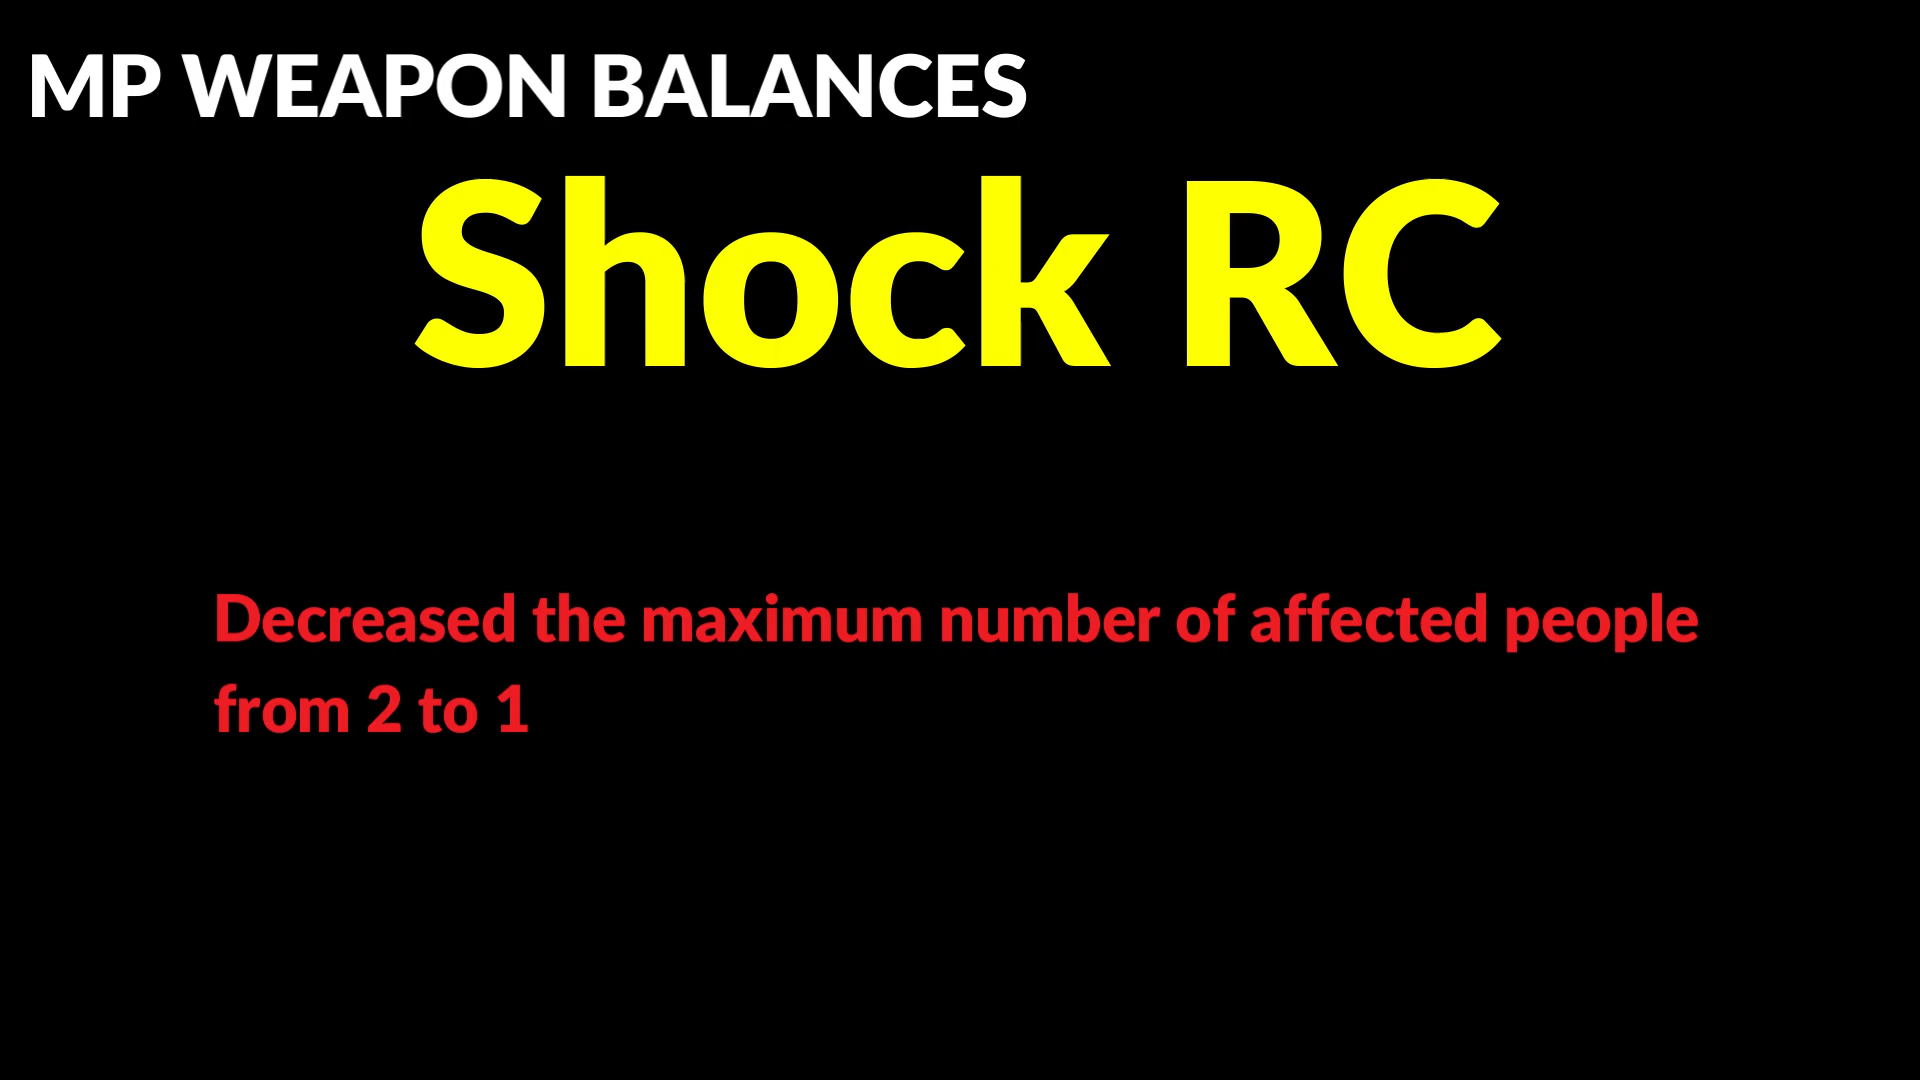 MP WEAPON BALANCES
Shock RC
Decreased the maximum number of affected people
from 2 to 1